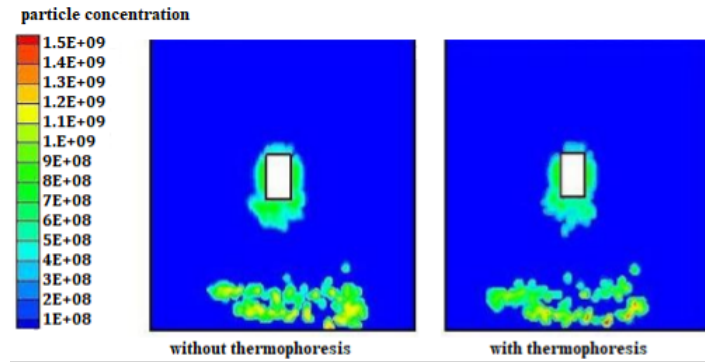 particle concentration
1.5E+09
1.4E+09
1.3E+09
1.2E+09
1.1E+09
1.E+09
9E+08
8E+08
7E+08
6E+08
5E+08
4E+08
3E+08
2E+08
1E+08
without thermophoresis
with thermophoresis